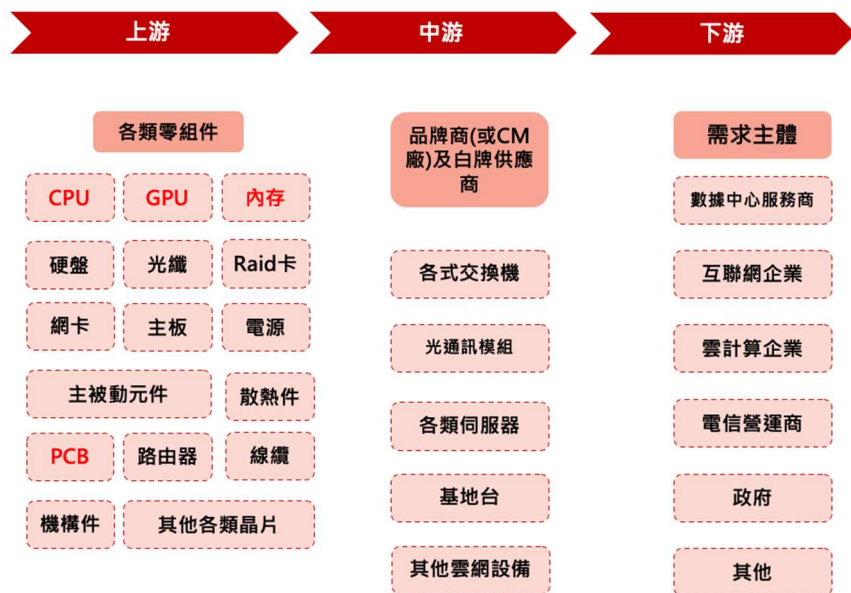 上游
中游
下游
各類零組件
CPU
GPU
內存
硬盤
光纖
Raid卡
網卡
主板
電源
主被動元件
散熱件
PCB
路由器
線纜
機構件
其他各類晶片
品牌商(或CM
廠)及白牌供應
商
各式交換機
光通訊模組
各類伺服器
基地台
其他雲網設備
需求主體
數據中心服務商
互聯網企業
雲計算企業
電信營運商
政府
其他